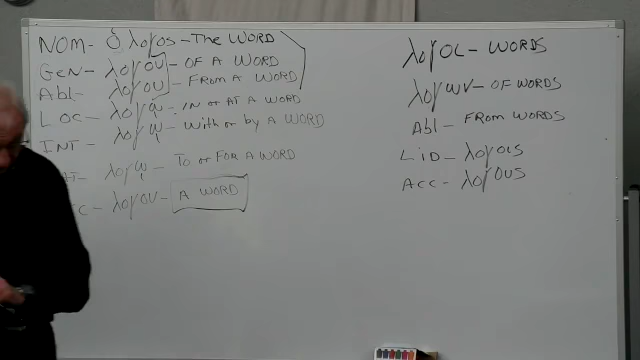 NOM- Ὁ λογος - The WORD
GeN - λογου - OF A WORD
Abl - λογου - From A WORD
LOC - λογῳ - IN or AT A WORD
INT - λογῳ - With or by A WORD
AT - λογῳ - To or FOR A WORD
C - λογον - A WORD
λογοι - WORDS
λογων - OF WORDS
Abl - FROM WORDS
LiD - λογοις
Acc - λογους